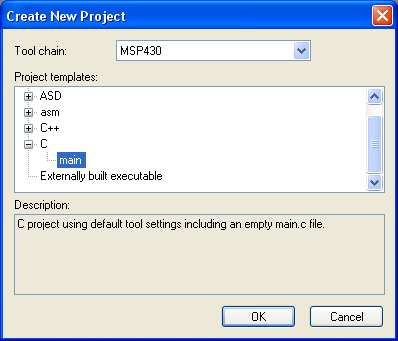 Create New Project
Tool chain: MSP430
Project templates:
ASD
asm
C++
C
main
Externally built executable
Description:
C project using default tool settings including an empty main.c file.
OK Cancel